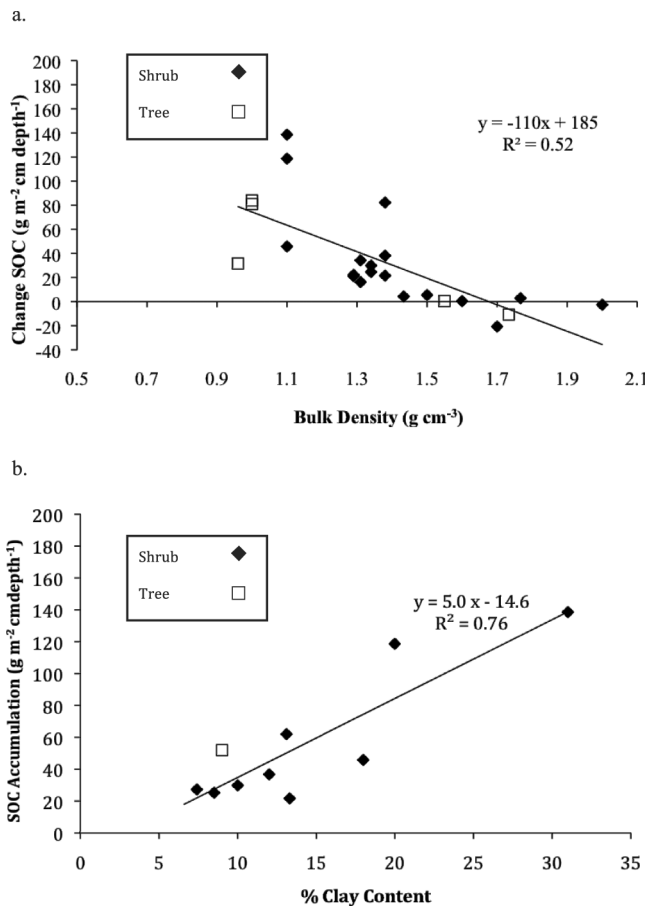 a.
200
180
160
140
120
100
80
60
40
20
0
-20
-40
Change SOC (g m⁻² cm depth⁻¹)
Shrub
Tree
y = -110x + 185
R² = 0.52
0.5 0.7 0.9 1.1 1.3 1.5 1.7 1.9 2.1
Bulk Density (g cm⁻³)
b.
200
180
160
140
120
100
80
60
40
20
0
SOC Accumulation (g m⁻² cmdepth⁻¹)
Shrub
Tree
y = 5.0 x - 14.6
R² = 0.76
0 5 10 15 20 25 30 35
% Clay Content